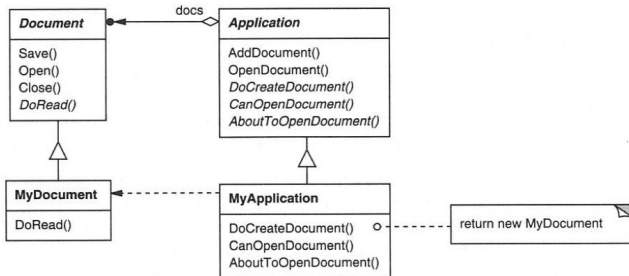 Document
Save()
Open()
Close()
DoRead()
docs
Application
AddDocument()
OpenDocument()
DoCreateDocument()
CanOpenDocument()
AboutToOpenDocument()
MyDocument
DoRead()
MyApplication
DoCreateDocument()
CanOpenDocument()
AboutToOpenDocument()
return new MyDocument